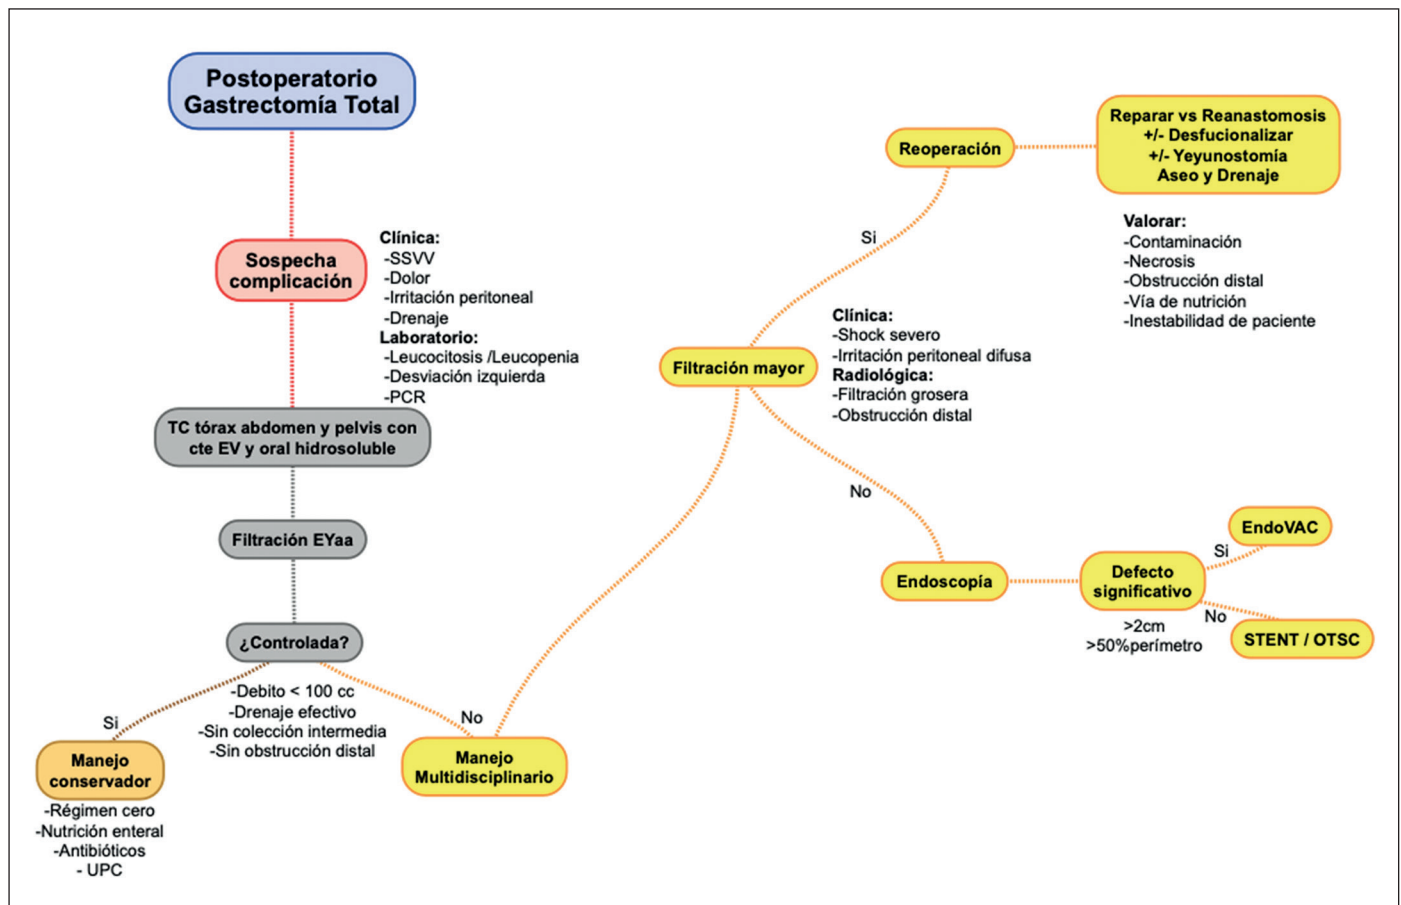 Postoperatorio
Gastrectomía Total
Sospecha
complicación
Clínica:
-SSVV
-Dolor
-Irritación peritoneal
-Drenaje
Laboratorio:
-Leucocitosis /Leucopenia
-Desviación izquierda
-PCR
TC tórax abdomen y pelvis con
cte EV y oral hidrosoluble
Filtración EYaa
¿Controlada?
-Debito < 100 cc
-Drenaje efectivo
-Sin colección intermedia
-Sin obstrucción distal
Si
Manejo
conservador
-Régimen cero
-Nutrición enteral
-Antibióticos
- UPC
No
Manejo
Multidisciplinario
Filtración mayor
Clínica:
-Shock severo
-Irritación peritoneal difusa
Radiológica:
-Filtración grosera
-Obstrucción distal
Si
Reoperación
Reparar vs Reanastomosis
+/- Desfucionalizar
+/- Yeyunostomía
Aseo y Drenaje
Valorar:
-Contaminación
-Necrosis
-Obstrucción distal
-Vía de nutrición
-Inestabilidad de paciente
No
Endoscopía
Defecto
significativo
>2cm
>50%perímetro
Si
EndoVAC
No
STENT / OTSC